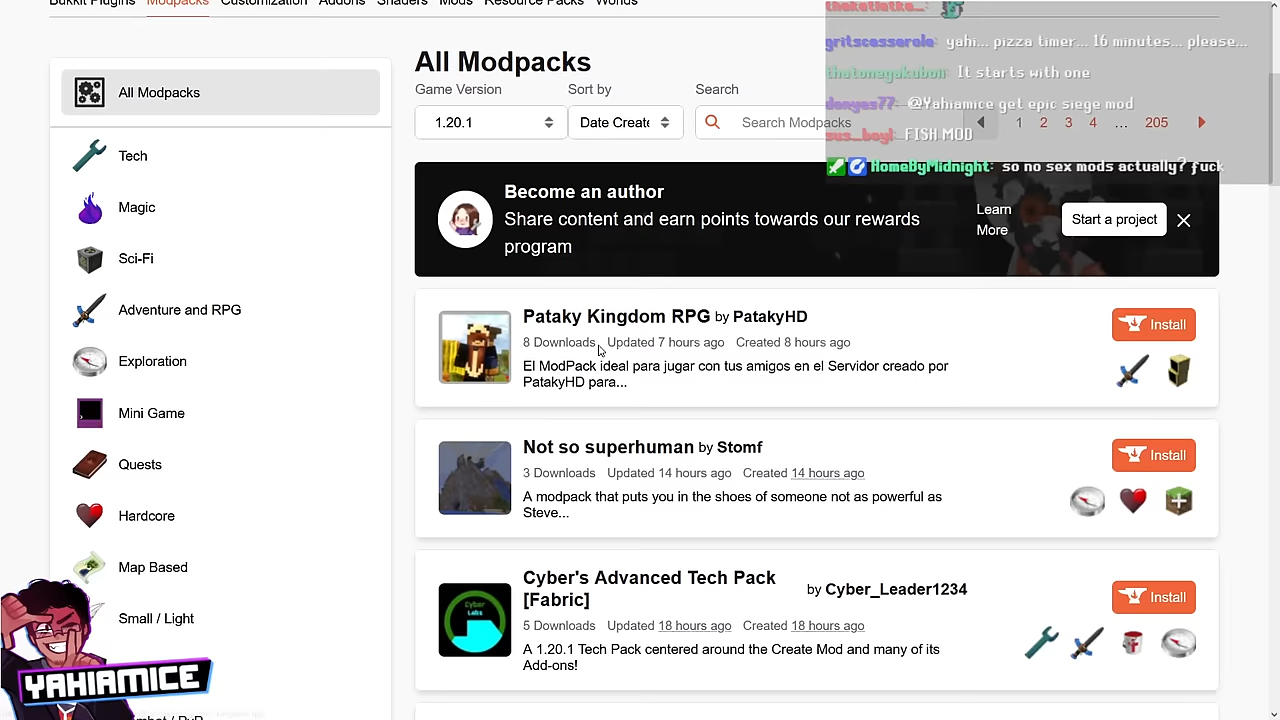 Bukkit Plugins Modpacks Customization Addons Shaders Mods Resource Packs Worlds
All Modpacks
Tech
Magic
Sci-Fi
Adventure and RPG
Exploration
Mini Game
Quests
Hardcore
Map Based
Small / Light
YAHIAMICE
All Modpacks
Game Version
Sort by
Search
1.20.1
Date Create
Search Modpacks
1 2 3 4 ... 205
yahi... pizza timer... 16 minutes... please...
thatoneyakubou: It starts with one
@Yahiamice get epic siege mod
sus_boy1: FISH MOD
HomeByMidnight: so no sex mods actually? fuck
Become an author
Share content and earn points towards our rewards
program
Learn
More
Start a project
Pataky Kingdom RPG by PatakyHD
8 Downloads Updated 7 hours ago Created 8 hours ago
El ModPack ideal para jugar con tus amigos en el Servidor creado por
PatakyHD para...
Install
Not so superhuman by Stomf
3 Downloads Updated 14 hours ago Created 14 hours ago
A modpack that puts you in the shoes of someone not as powerful as
Steve...
Install
Cyber's Advanced Tech Pack
[Fabric]
by Cyber_Leader1234
5 Downloads Updated 18 hours ago Created 18 hours ago
A 1.20.1 Tech Pack centered around the Create Mod and many of its
Add-ons!
Install